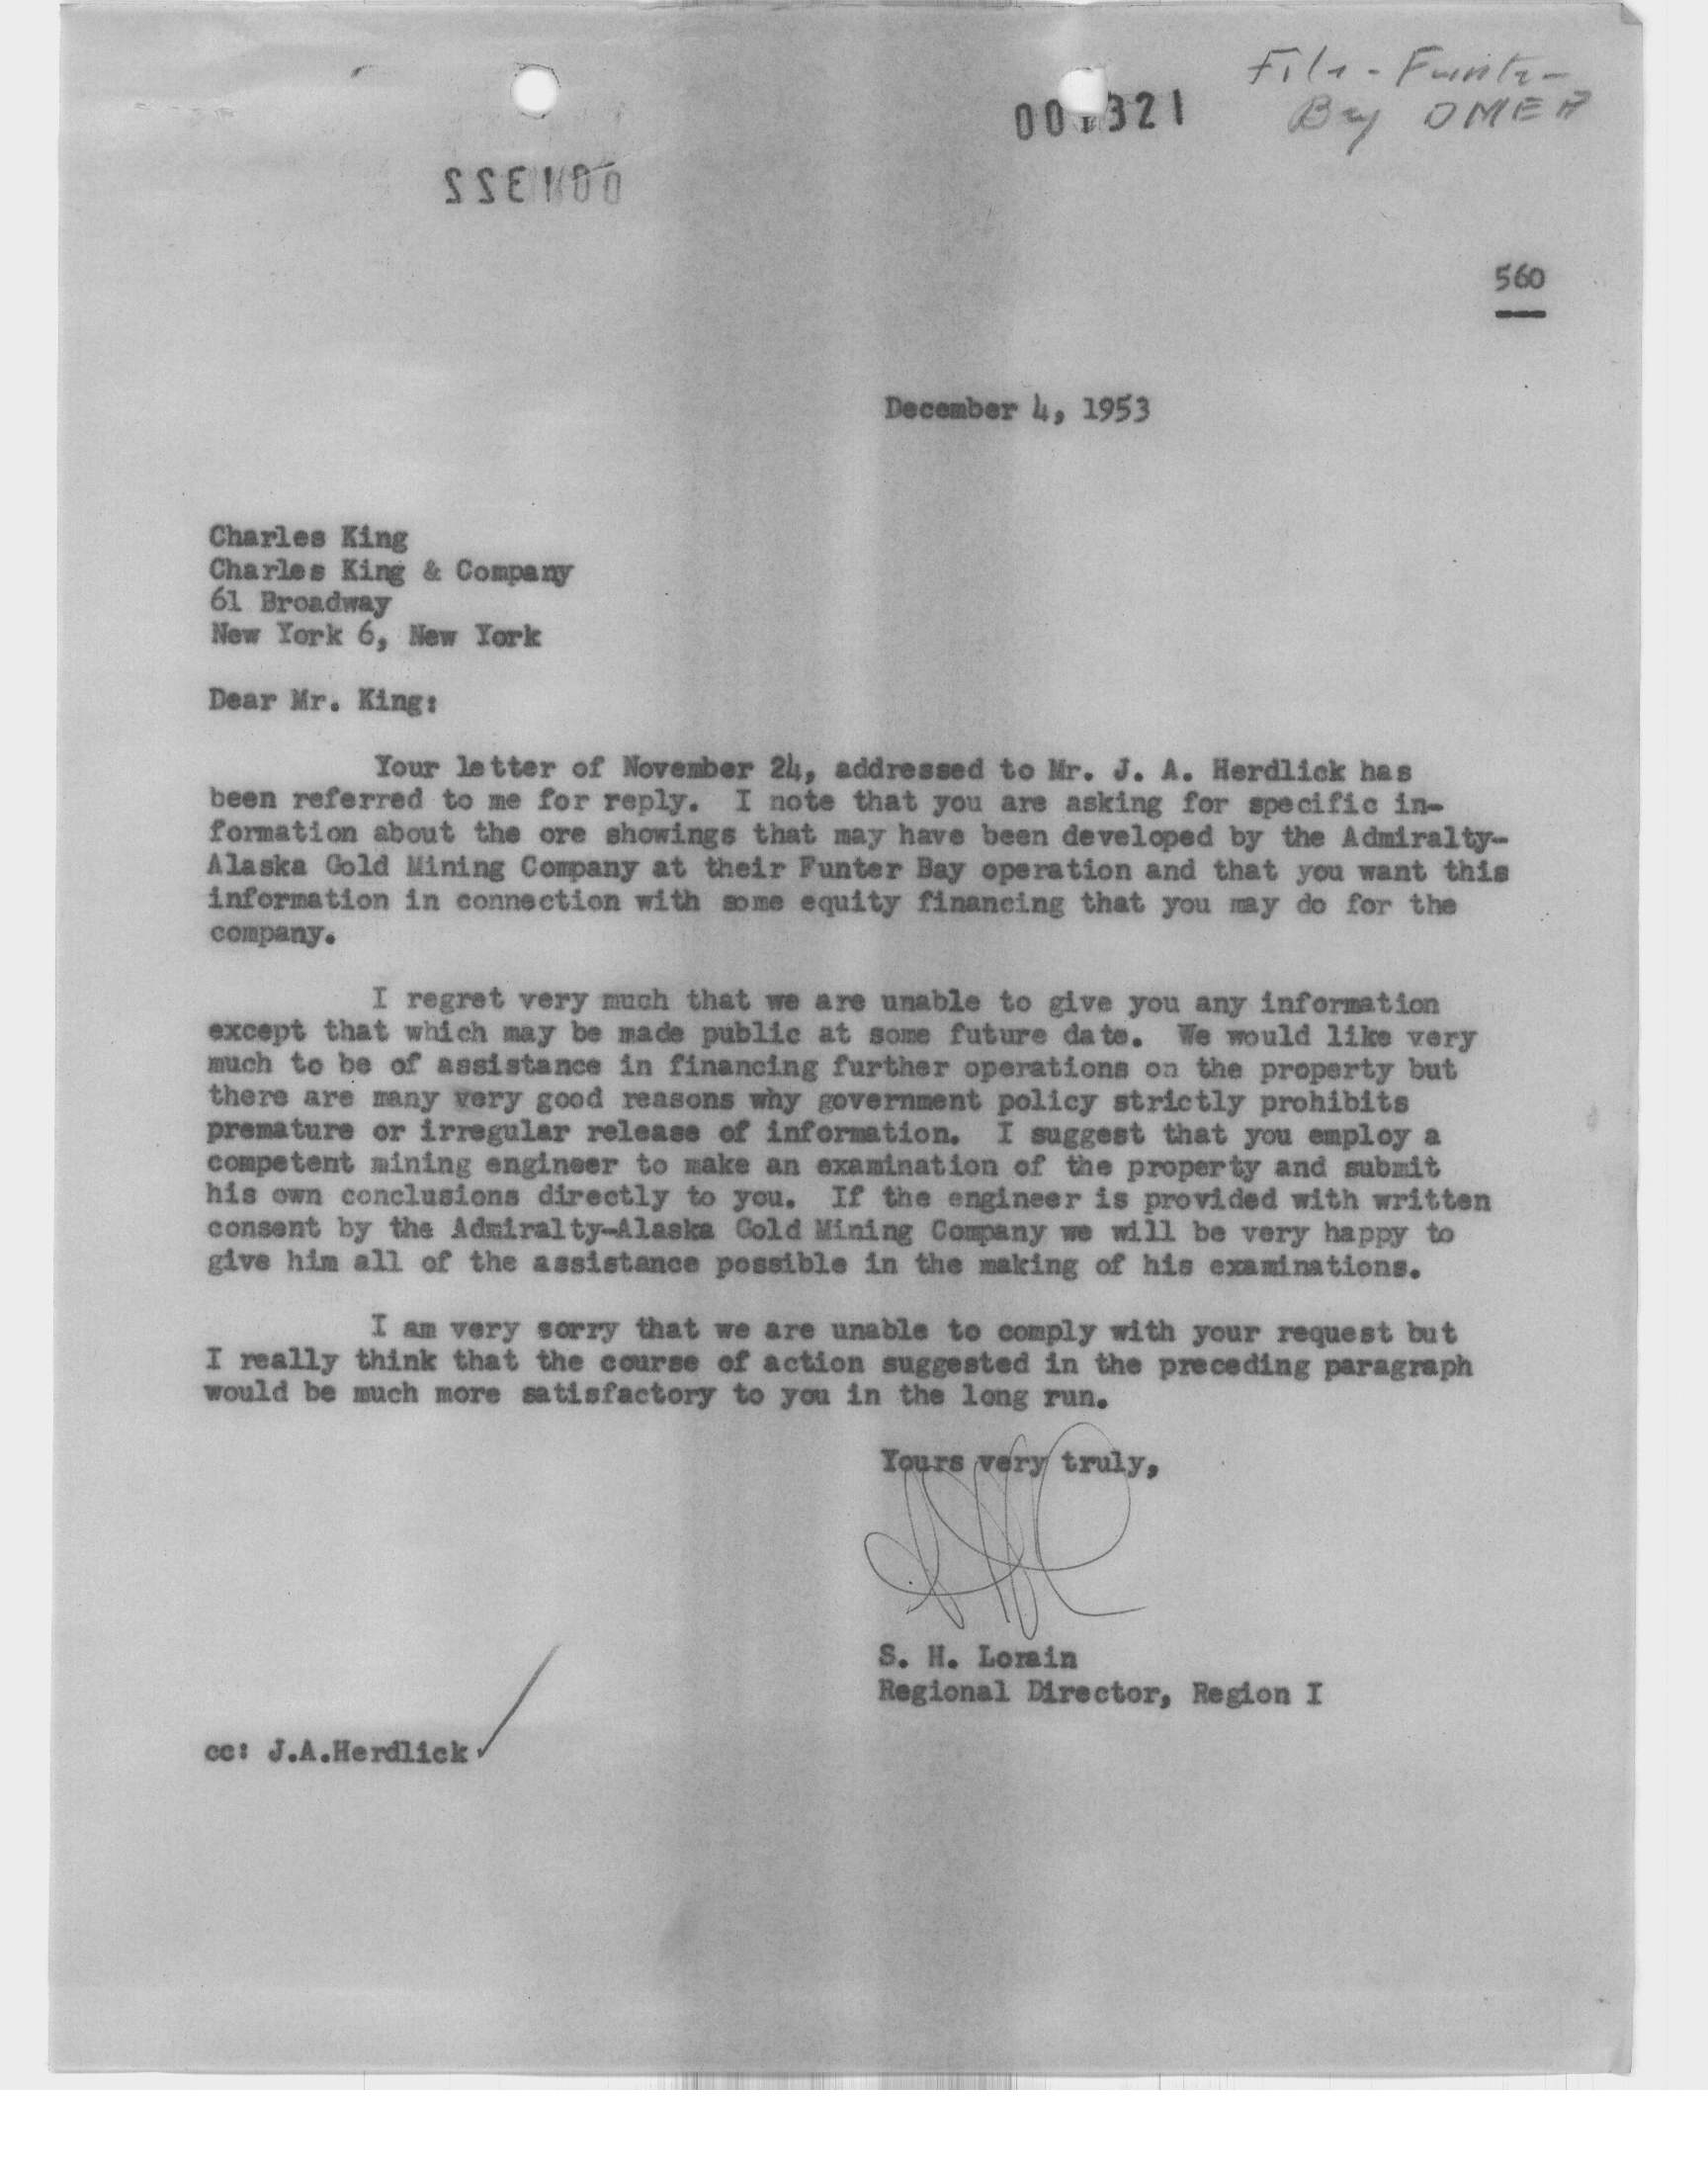 File - Funter
Bay OMEA
001321
001322
560
December 4, 1953
Charles King
Charles King & Company
61 Broadway
New York 6, New York
Dear Mr. King:
Your letter of November 24, addressed to Mr. J. A. Herdlick has
been referred to me for reply. I note that you are asking for specific in-
formation about the ore showings that may have been developed by the Admiralty-
Alaska Gold Mining Company at their Funter Bay operation and that you want this
information in connection with some equity financing that you may do for the
company.
I regret very much that we are unable to give you any information
except that which may be made public at some future date. We would like very
much to be of assistance in financing further operations on the property but
there are many very good reasons why government policy strictly prohibits
premature or irregular release of information. I suggest that you employ a
competent mining engineer to make an examination of the property and submit
his own conclusions directly to you. If the engineer is provided with written
consent by the Admiralty-Alaska Gold Mining Company we will be very happy to
give him all of the assistance possible in the making of his examinations.
I am very sorry that we are unable to comply with your request but
I really think that the course of action suggested in the preceding paragraph
would be much more satisfactory to you in the long run.
Yours very truly,
S. H. Lorain
Regional Director, Region I
cc: J.A.Herdlick